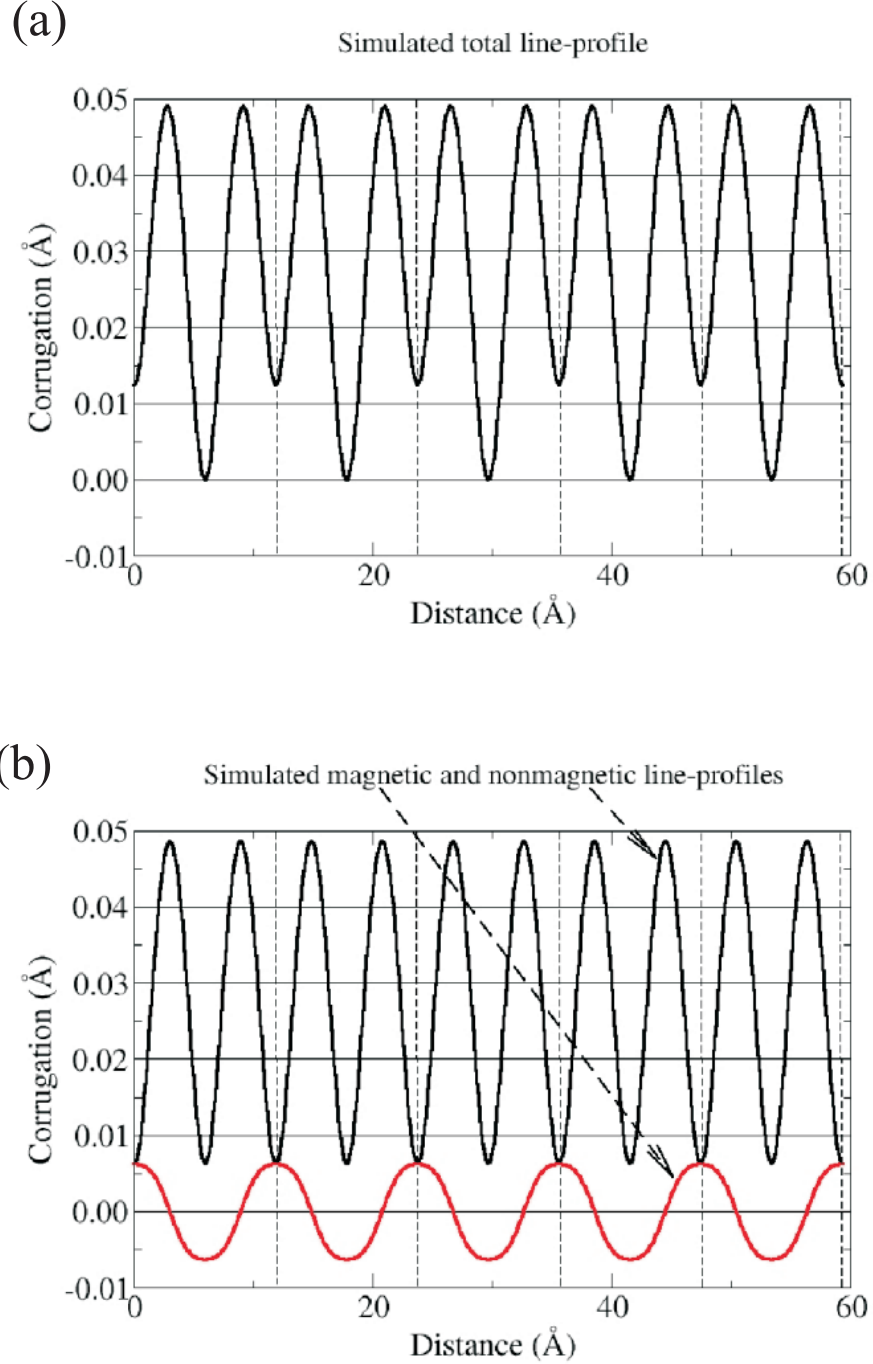 (a)
Simulated total line-profile
0.05
0.04
0.03
0.02
0.01
0.00
-0.01
Corrugation (Å)
0 20 40 60
Distance (Å)
(b)
Simulated magnetic and nonmagnetic line-profiles
0.05
0.04
0.03
0.02
0.01
0.00
-0.01
Corrugation (Å)
0 20 40 60
Distance (Å)